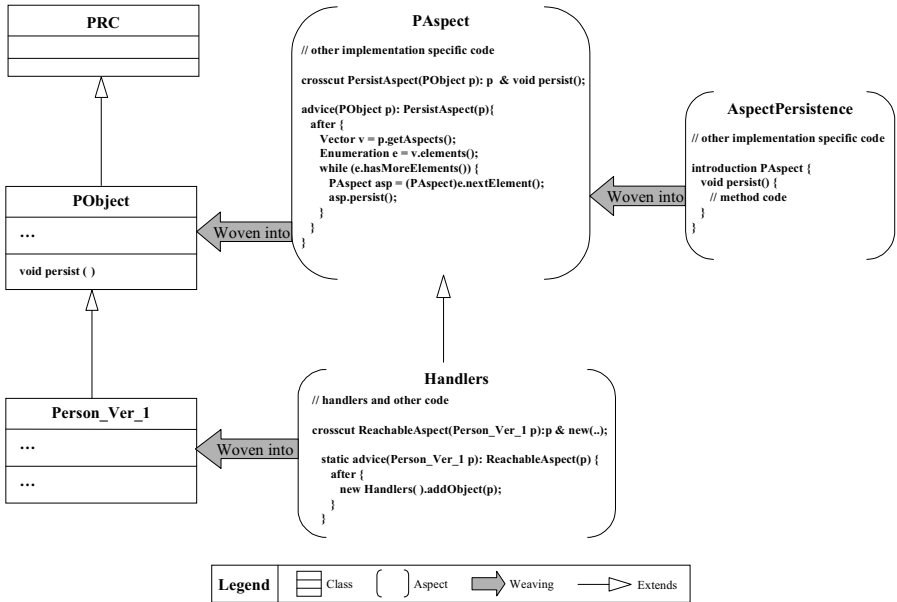 PRC
PObject
…
void persist ( )
Person_Ver_1
…
…
Woven into
Woven into
PAspect
// other implementation specific code
crosscut PersistAspect(PObject p): p & void persist();
advice(PObject p): PersistAspect(p){
after {
Vector v = p.getAspects();
Enumeration e = v.elements();
while (e.hasMoreElements()) {
PAspect asp = (PAspect)e.nextElement();
asp.persist();
}
}
}
Handlers
// handlers and other code
crosscut ReachableAspect(Person_Ver_1 p):p & new(..);
static advice(Person_Ver_1 p): ReachableAspect(p) {
after {
new Handlers( ).addObject(p);
}
}
Woven into
AspectPersistence
// other implementation specific code
introduction PAspect {
void persist() {
// method code
}
}
Legend
Class
Aspect
Weaving
Extends